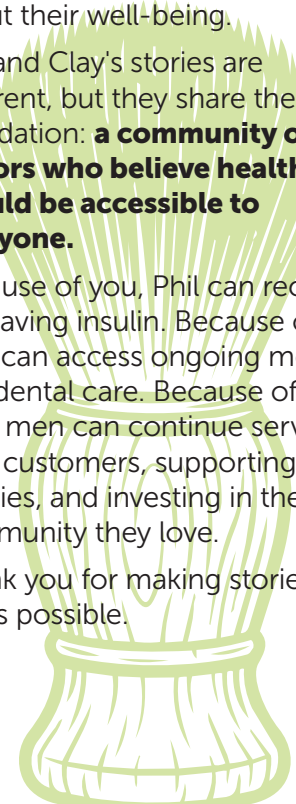 ut their well-being.
and Clay's stories are
rent, but they share the
dation: a community o
ors who believe health
uld be accessible to
yone.
use of you, Phil can rec
aving insulin. Because o
can access ongoing m
dental care. Because of
men can continue serv
customers, supporting
ies, and investing in the
munity they love.
nk you for making storie
s possible.